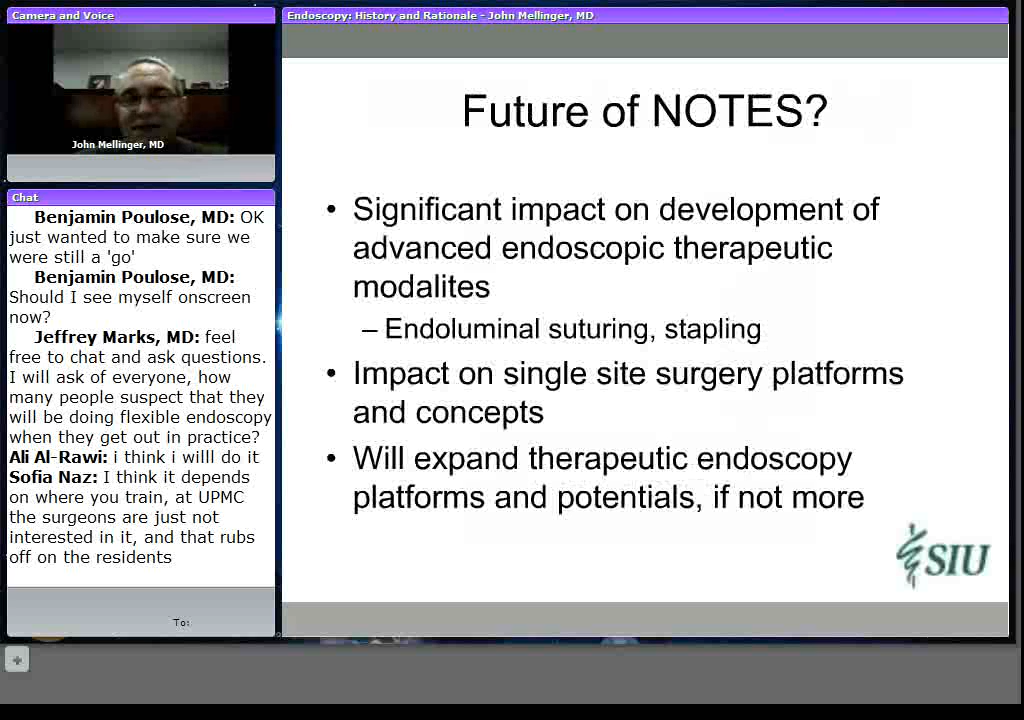 Camera and Voice
John Mellinger, MD
Chat
Benjamin Poulose, MD: OK
just wanted to make sure we
were still a 'go'
Benjamin Poulose, MD:
Should I see myself onscreen
now?
Jeffrey Marks, MD: feel
free to chat and ask questions.
I will ask of everyone, how
many people suspect that they
will be doing flexible endoscopy
when they get out in practice?
Ali Al-Rawi: i think i willl do it
Sofia Naz: I think it depends
on where you train, at UPMC
the surgeons are just not
interested in it, and that rubs
off on the residents
To:
Endoscopy: History and Rationale - John Mellinger, MD
Future of NOTES?
• Significant impact on development of
advanced endoscopic therapeutic
modalites
– Endoluminal suturing, stapling
• Impact on single site surgery platforms
and concepts
• Will expand therapeutic endoscopy
platforms and potentials, if not more
SIU